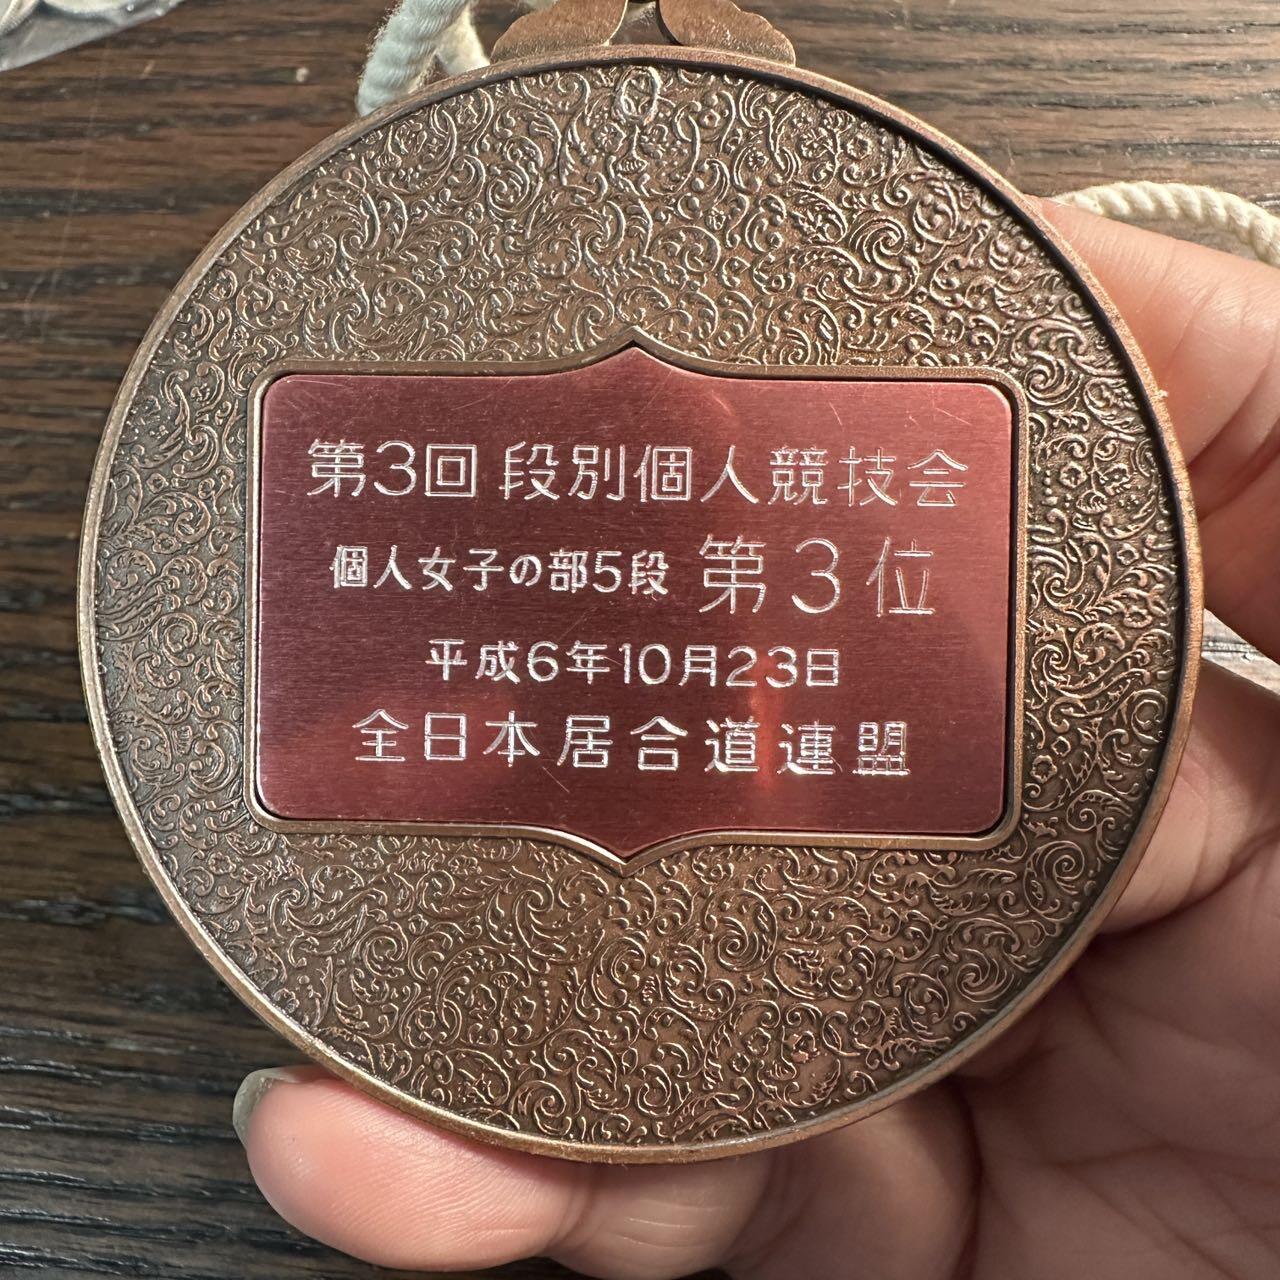 第3回 段別個人競技会
個人女子の部5段 第3位
平成6年10月23日
全日本居合道連盟